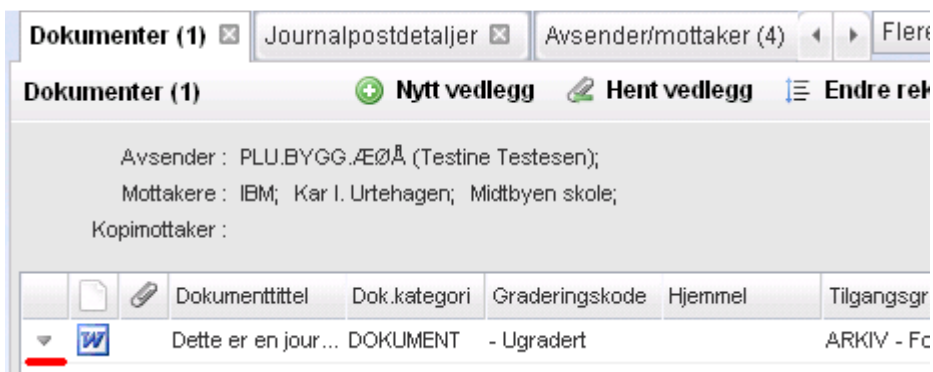 Dokumenter (1) Journalpostdetaljer Avsender/mottaker (4) Flere
Dokumenter (1) Nytt vedlegg Hent vedlegg Endre rek
Avsender : PLU.BYGG.ÆØÅ (Testine Testesen);
Mottakere : IBM; Kar I. Urtehagen; Midtbyen skole;
Kopimottaker :
Dokumenttittel Dok.kategori Graderingskode Hjemmel Tilgangsgr
Dette er en jour... DOKUMENT - Ugradert ARKIV - Fo